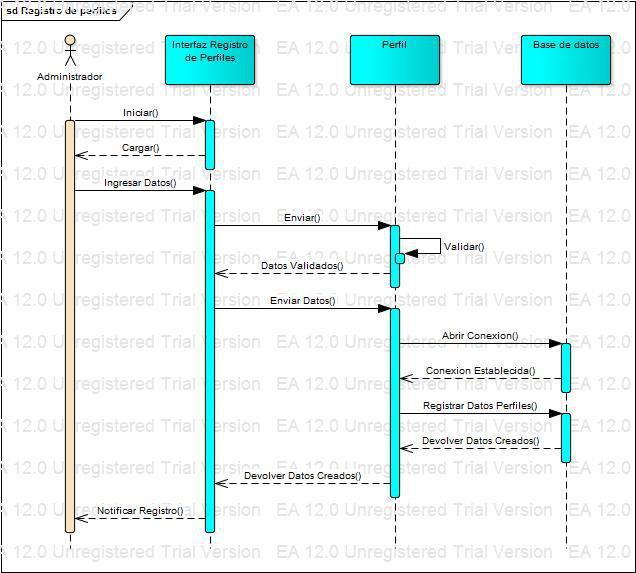 sd Registro de perfiles
Interfaz Registro
de Perfiles
Perfil
Base de datos
Administrador
Iniciar()
Cargar()
Ingresar Datos()
Enviar()
Validar()
Datos Validados()
Enviar Datos()
Abrir Conexion()
Conexion Establecida()
Registrar Datos Perfiles()
Devolver Datos Creados()
Devolver Datos Creados()
Notificar Registro()
EA 12.0 Unregistered Trial Version